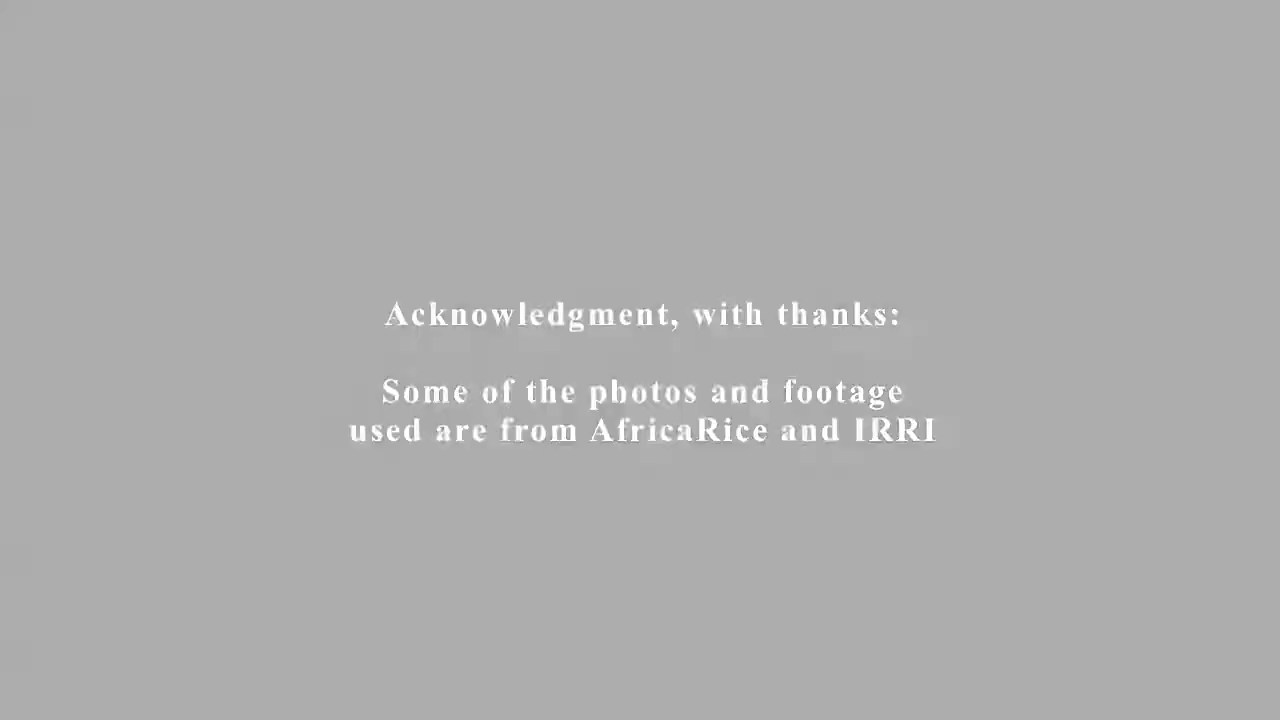 Acknowledgment, with thanks:
Some of the photos and footage
used are from AfricaRice and IRRI